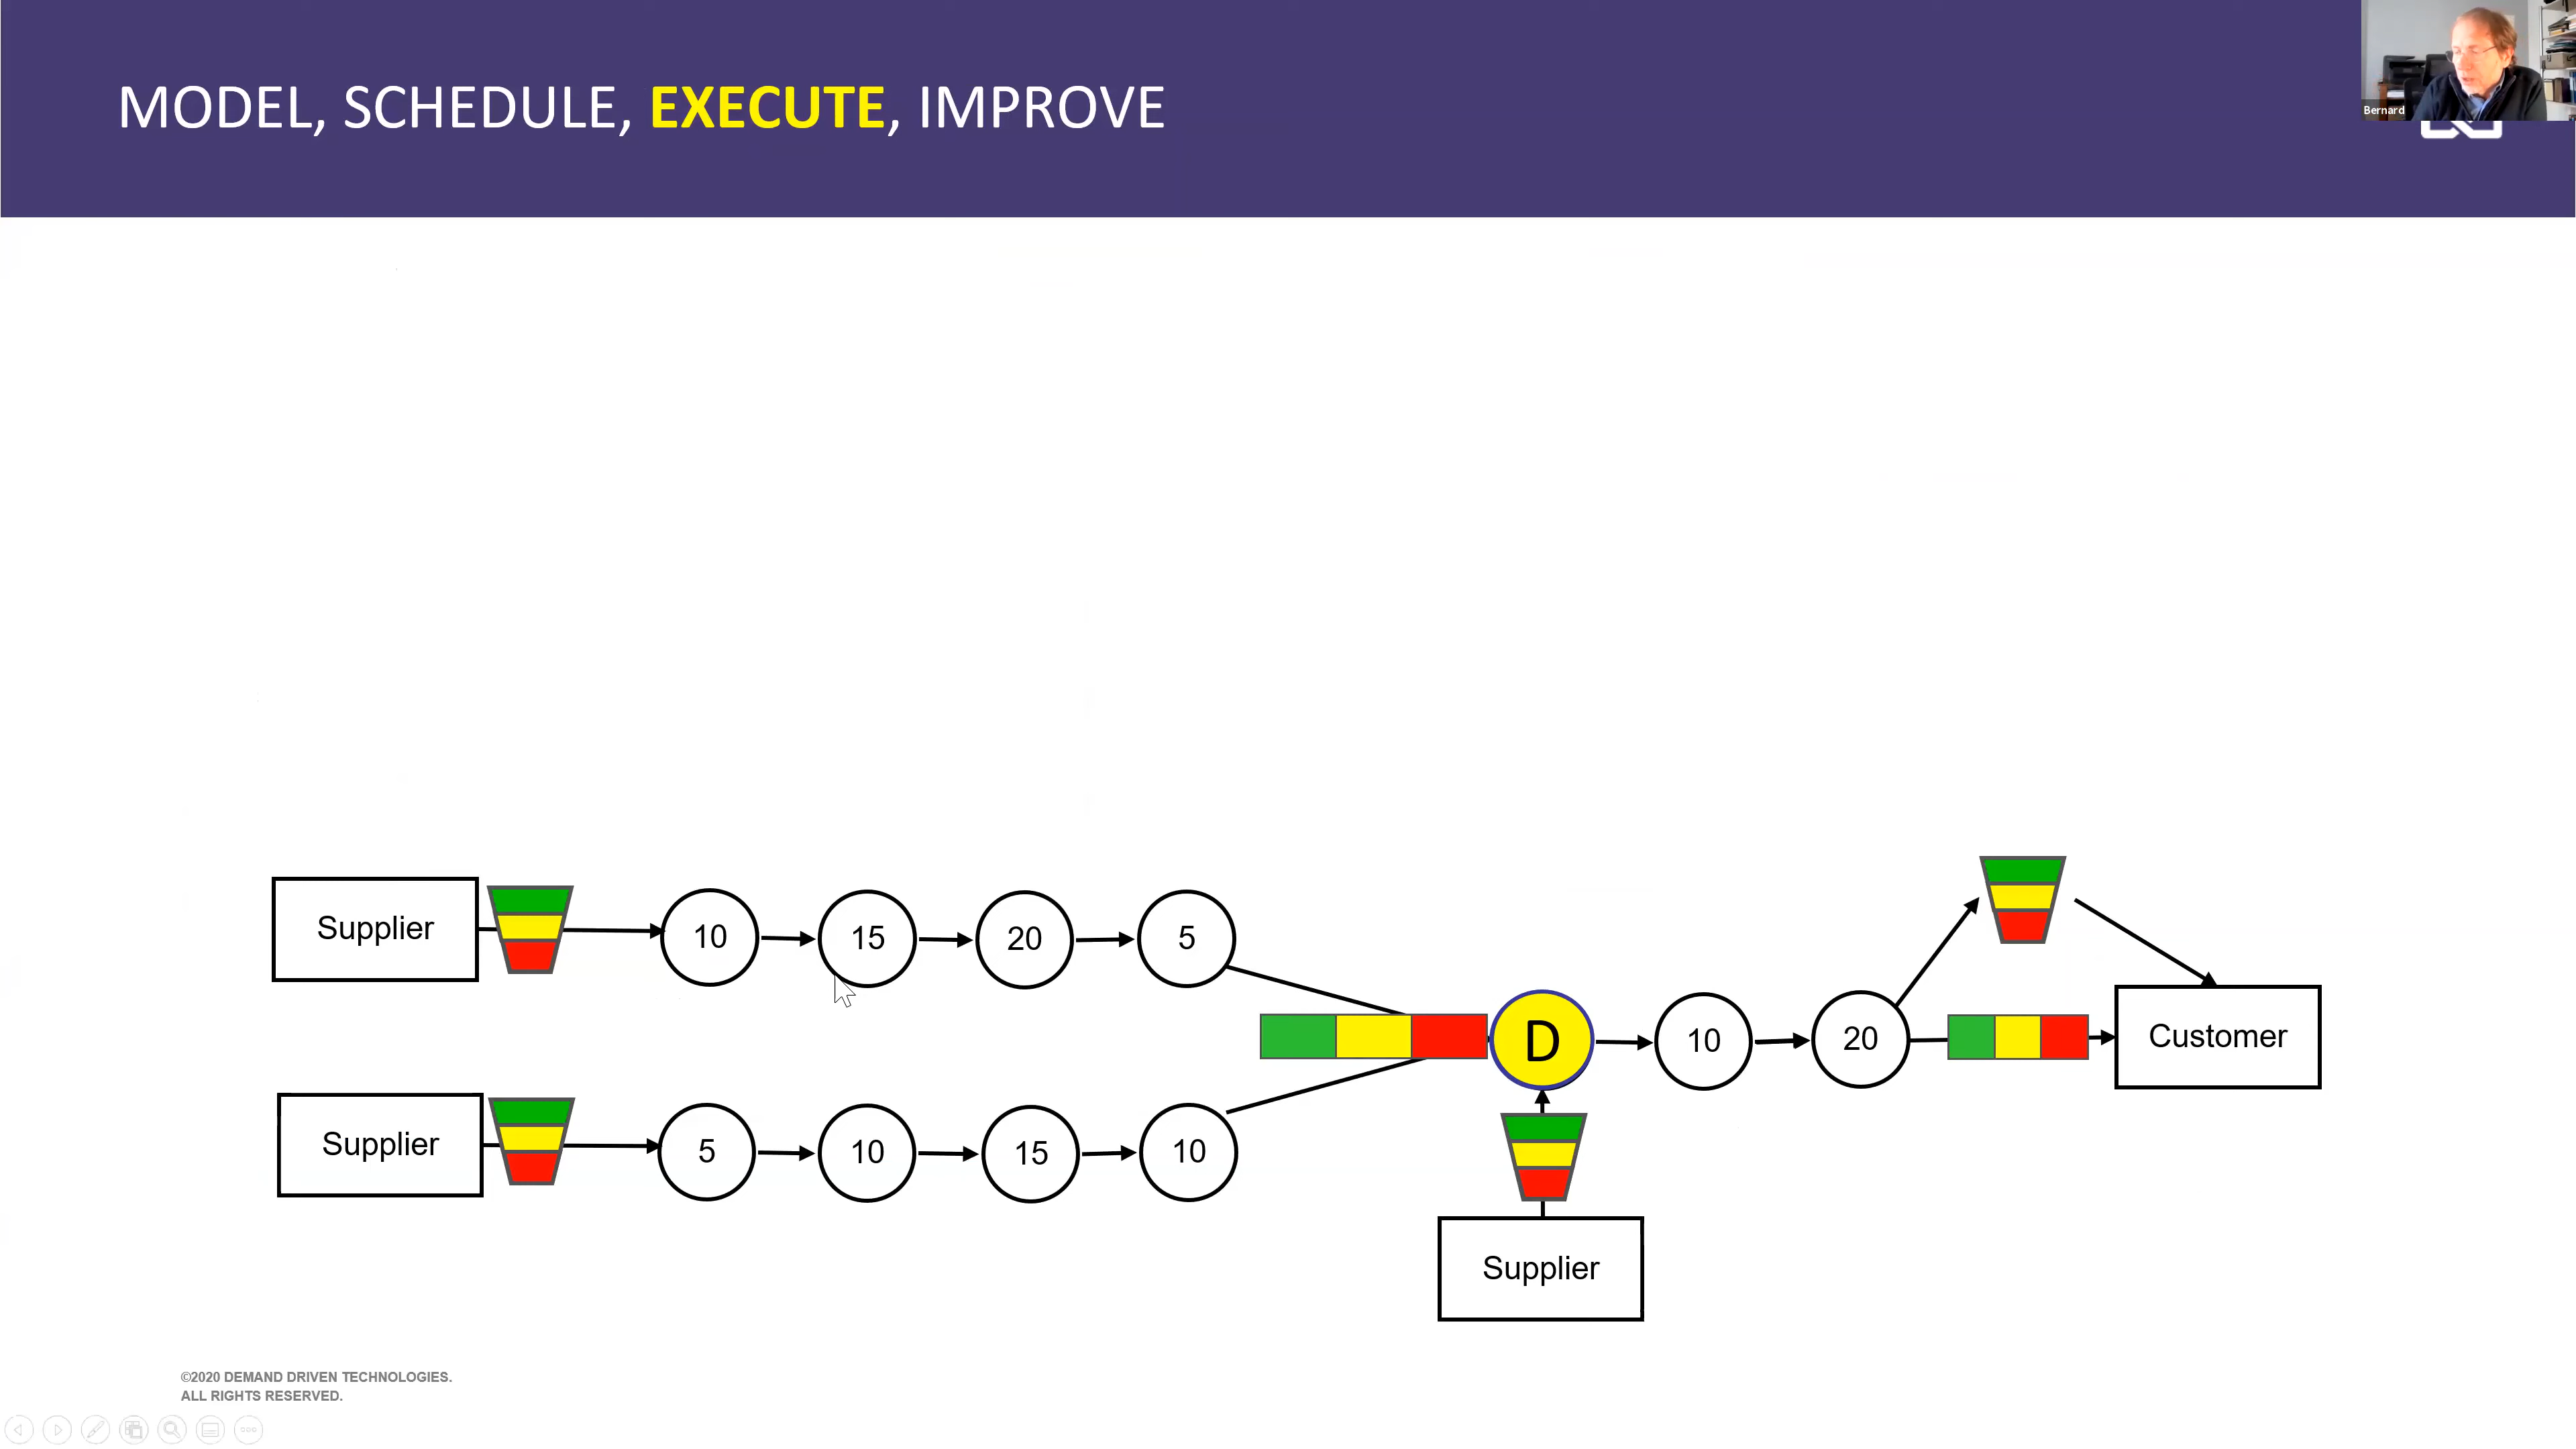 MODEL, SCHEDULE, EXECUTE, IMPROVE
Bernard
Supplier
10
15
20
5
D
10
20
Customer
Supplier
5
10
15
10
Supplier
©2020 DEMAND DRIVEN TECHNOLOGIES.
ALL RIGHTS RESERVED.